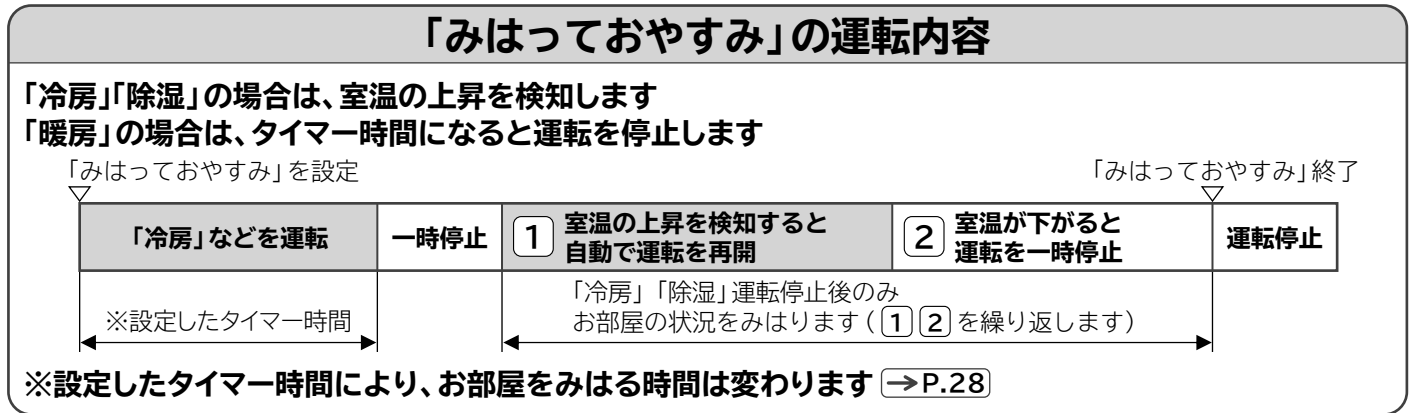 「みはっておやすみ」の運転内容
「冷房」「除湿」の場合は、室温の上昇を検知します
「暖房」の場合は、タイマー時間になると運転を停止します
「みはっておやすみ」を設定
「みはっておやすみ」終了
「冷房」などを運転
一時停止
1 室温の上昇を検知すると
自動で運転を再開
2 室温が下がると
運転を一時停止
運転停止
※設定したタイマー時間
「冷房」「除湿」運転停止後のみ
お部屋の状況をみはります(12を繰り返します)
※設定したタイマー時間により、お部屋をみはる時間は変わります →P.28